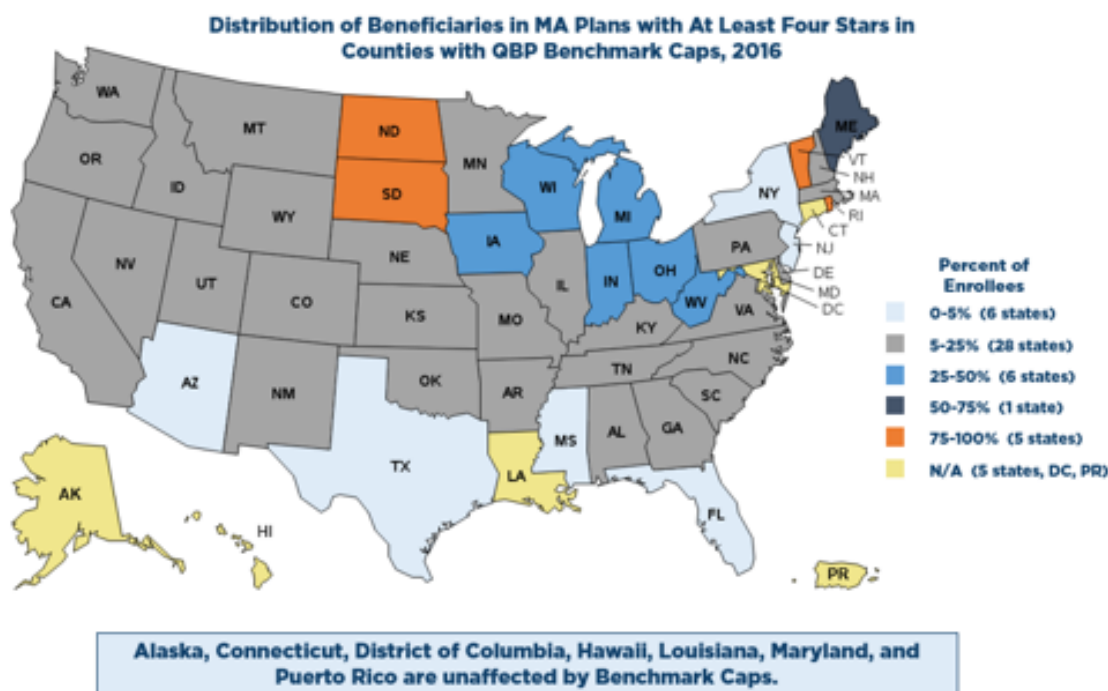 Distribution of Beneficiaries in MA Plans with At Least Four Stars in
Counties with QBP Benchmark Caps, 2016
WA
OR
CA
ID
NV
MT
WY
UT
AZ
CO
NM
ND
SD
NE
KS
OK
TX
MN
IA
MO
AR
LA
WI
IL
MS
MI
IN
OH
KY
TN
AL
GA
FL
WV
VA
NC
SC
PA
NY
ME
VT
NH
MA
RI
CT
NJ
DE
MD
DC
AK
HI
PR
Percent of
Enrollees
0-5% (6 states)
5-25% (28 states)
25-50% (6 states)
50-75% (1 state)
75-100% (5 states)
N/A (5 states, DC, PR)
Alaska, Connecticut, District of Columbia, Hawaii, Louisiana, Maryland, and
Puerto Rico are unaffected by Benchmark Caps.